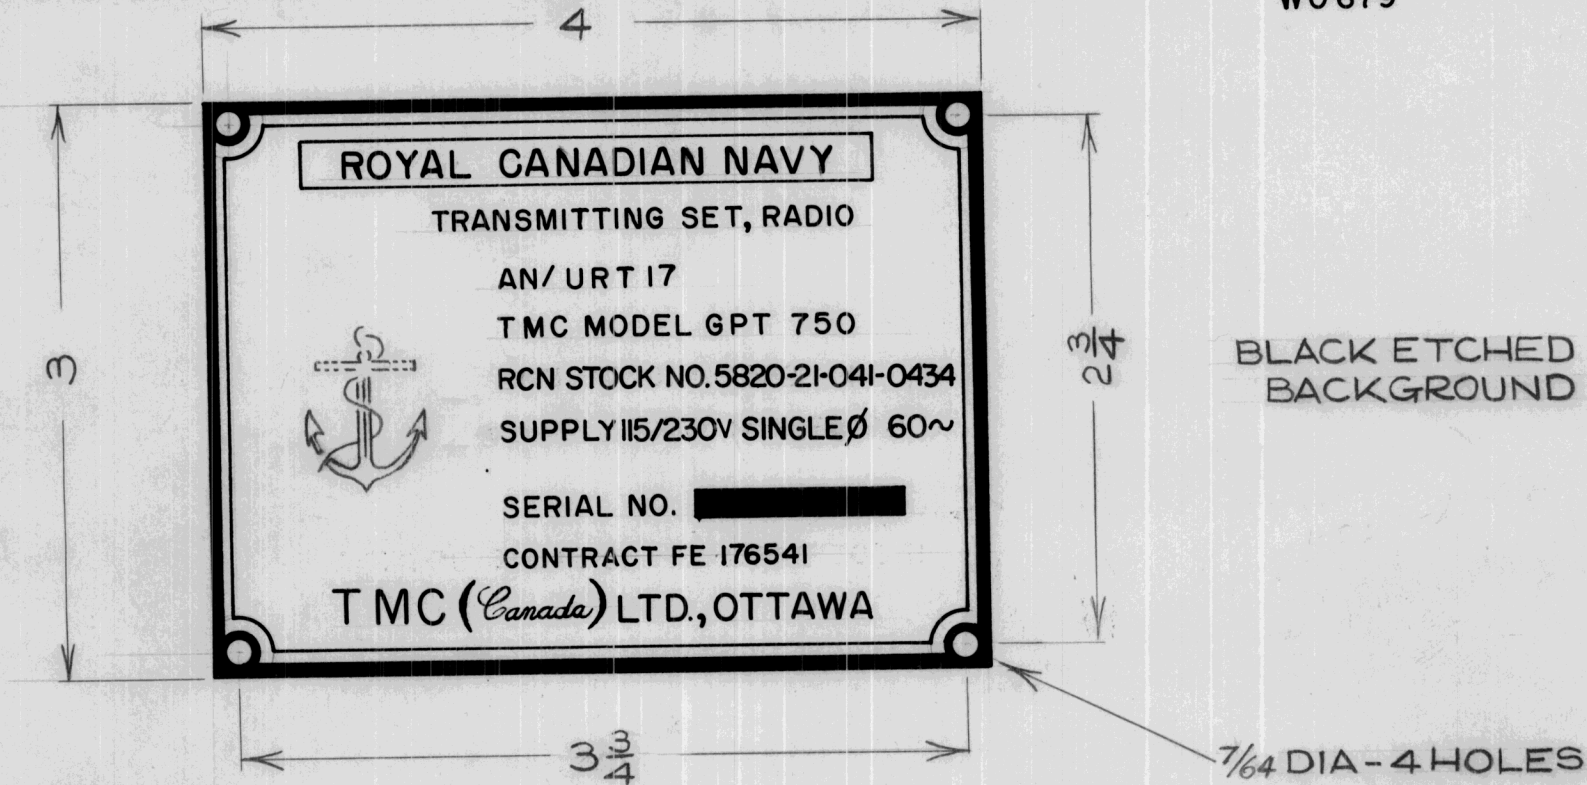 4
ROYAL CANADIAN NAVY
TRANSMITTING SET, RADIO
AN/URT 17
TMC MODEL GPT 750
RCN STOCK NO. 5820-21-041-0434
SUPPLY 115/230V SINGLE Ø 60~
SERIAL NO.
CONTRACT FE 176541
TMC (Canada) LTD., OTTAWA
3
2 3/4
BLACK ETCHED
BACKGROUND
3 3/4
7/64 DIA - 4 HOLES